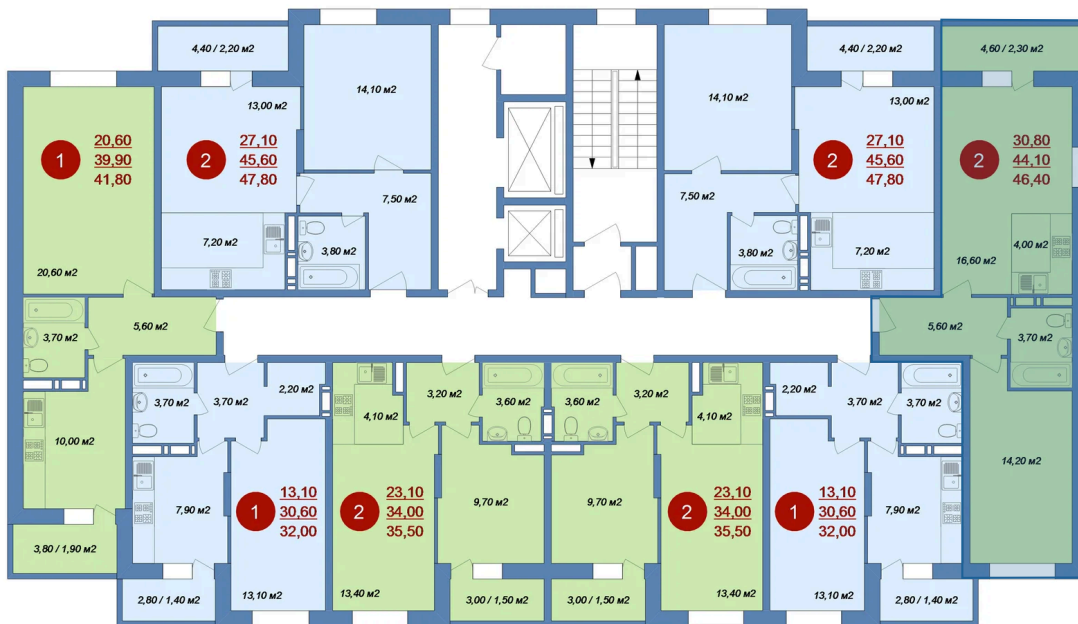 4,40 / 2,20 м2
14,10 м2
13,00 м2
1
20,60
39,90
41,80
2
27,10
45,60
47,80
7,50 м2
7,20 м2
3,80 м2
20,60 м2
4,40 / 2,20 м2
14,10 м2
13,00 м2
2
27,10
45,60
47,80
7,50 м2
3,80 м2
7,20 м2
4,60 / 2,30 м2
2
30,80
44,10
46,40
4,00 м2
16,60 м2
3,70 м2
5,60 м2
10,00 м2
3,80 / 1,90 м2
3,70 м2
3,70 м2
2,20 м2
7,90 м2
1
13,10
30,60
32,00
2,80 / 1,40 м2
13,10 м2
4,10 м2
3,20 м2
3,60 м2
2
23,10
34,00
35,50
9,70 м2
13,40 м2
3,00 / 1,50 м2
3,60 м2
3,20 м2
4,10 м2
9,70 м2
2
23,10
34,00
35,50
3,00 / 1,50 м2
13,40 м2
2,20 м2
3,70 м2
3,70 м2
1
13,10
30,60
32,00
7,90 м2
13,10 м2
2,80 / 1,40 м2
5,60 м2
3,70 м2
14,20 м2